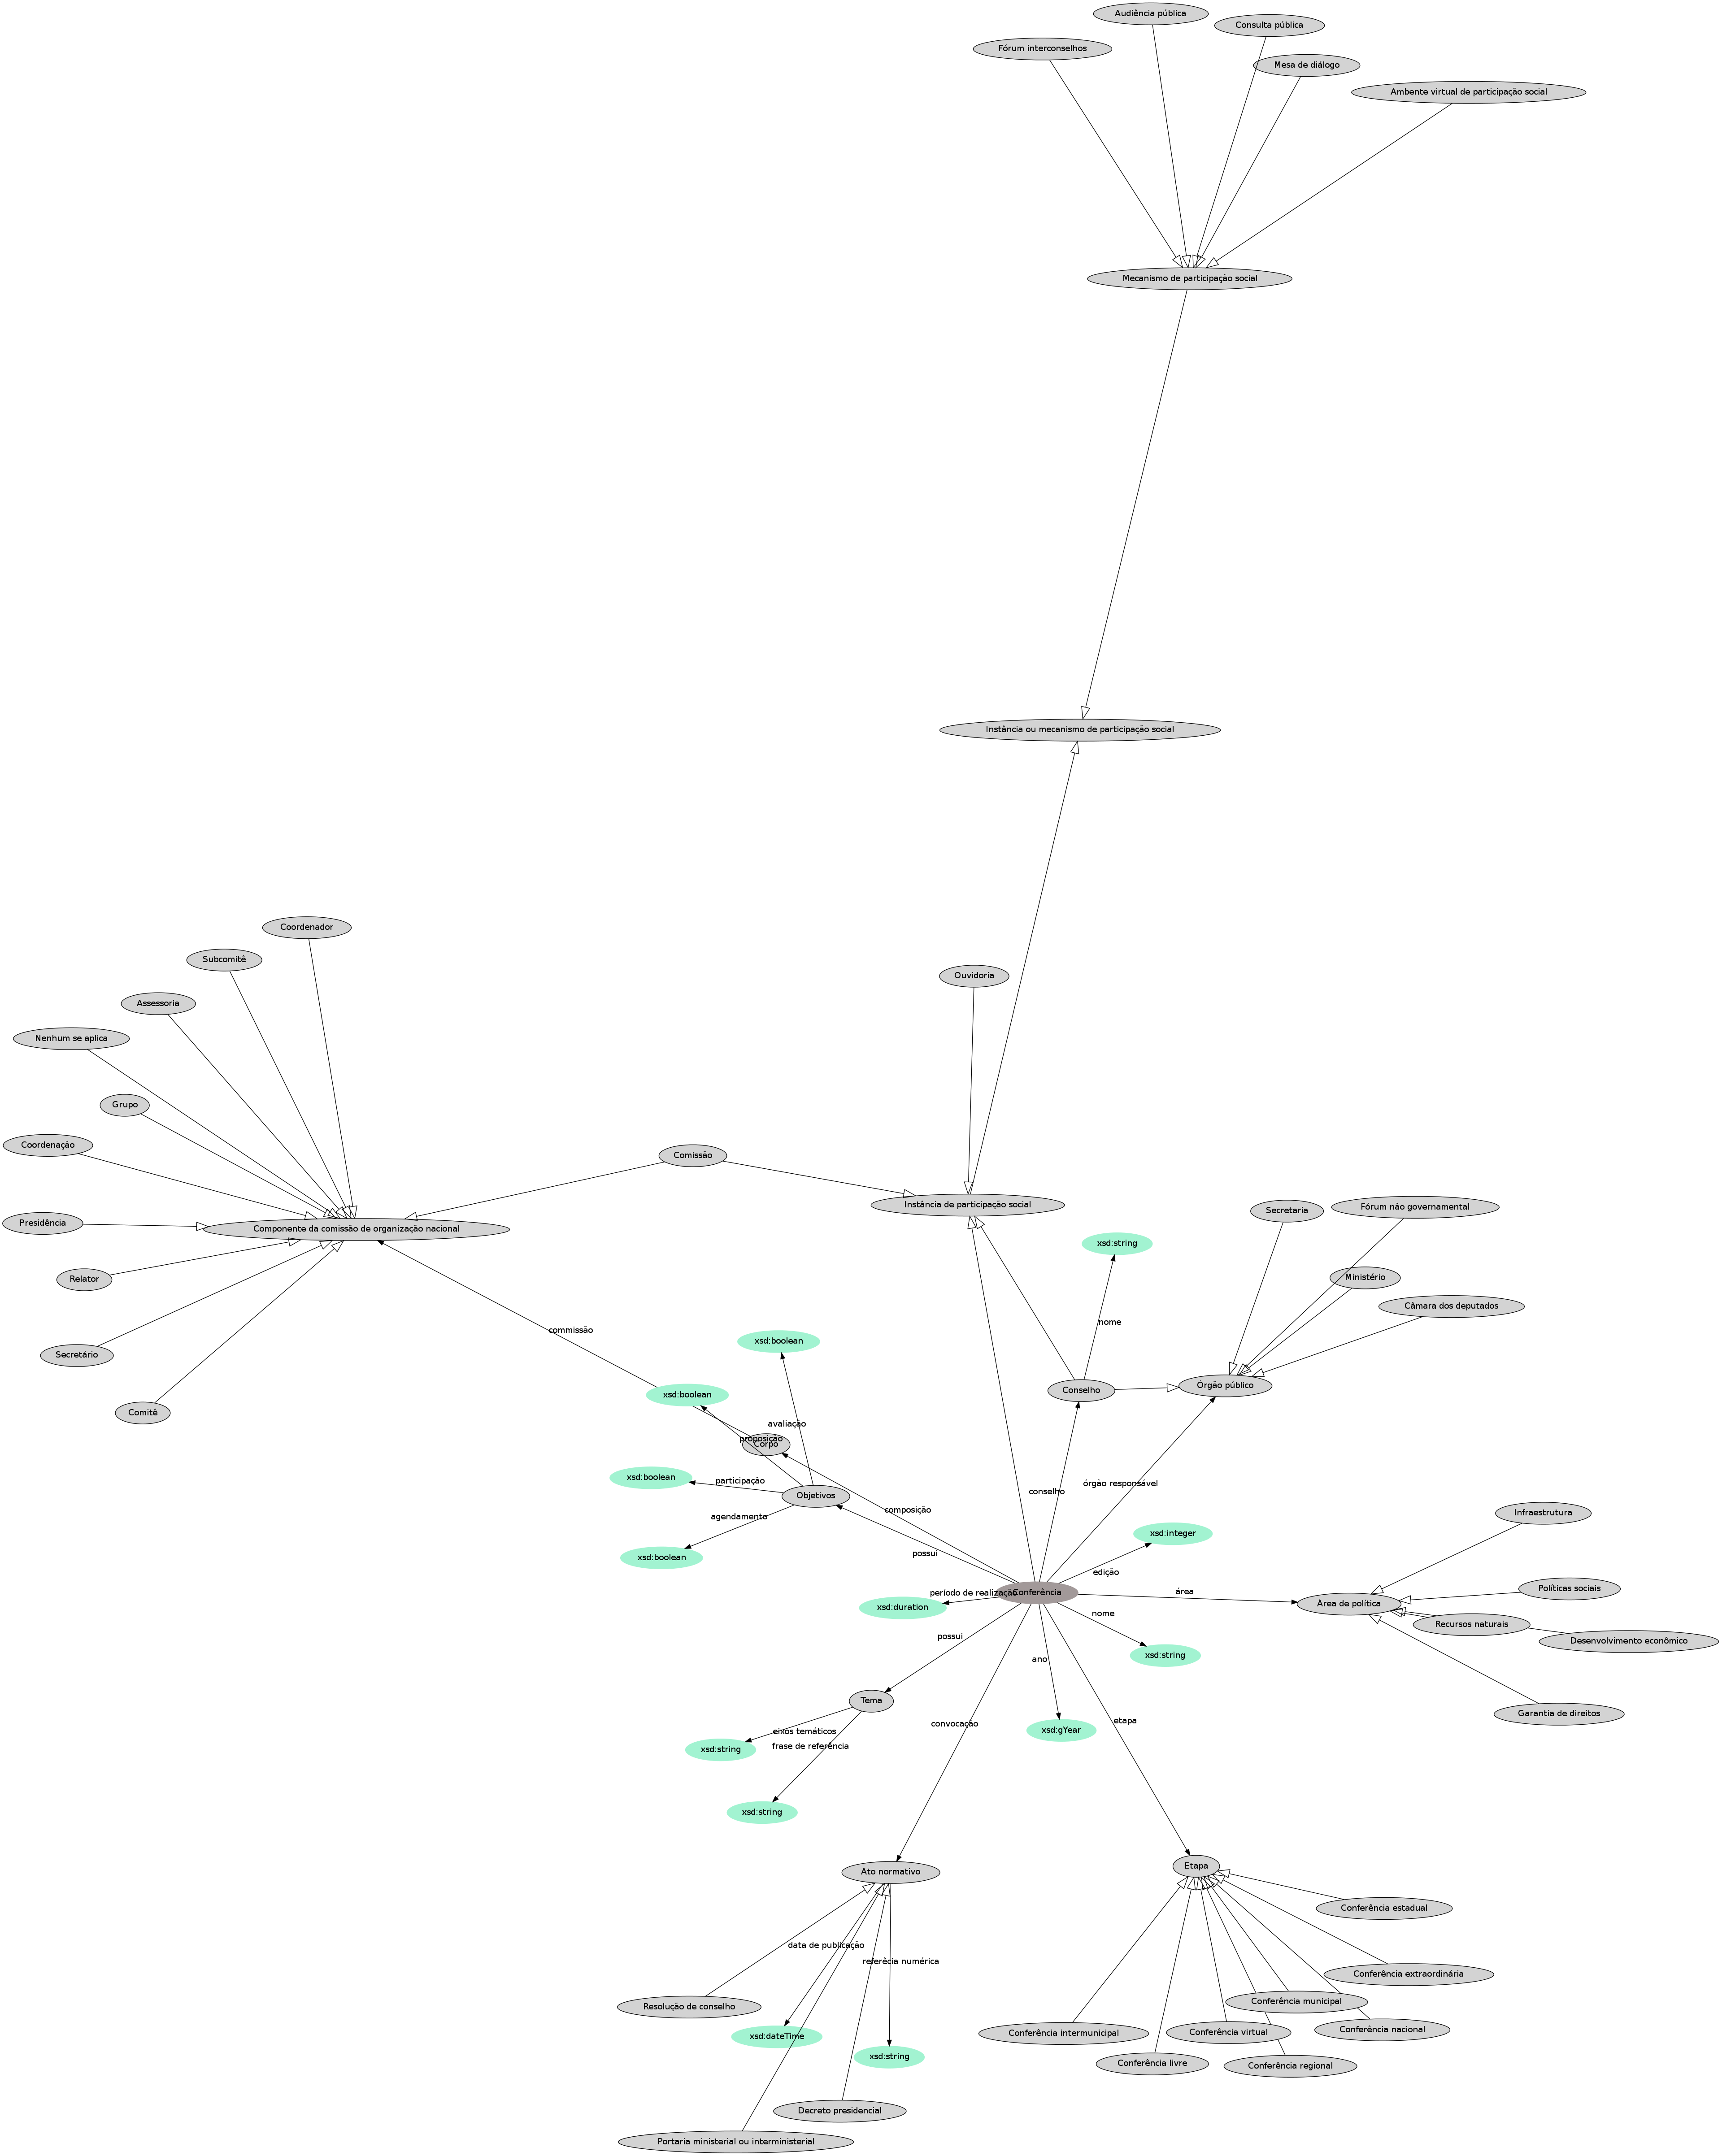 Audiência pública
Consulta pública
Fórum interconselhos
Mesa de diálogo
Ambente virtual de participação social
Mecanismo de participação social
Instância ou mecanismo de participação social
Coordenador
Subcomitê
Ouvidoria
Assessoria
Nenhum se aplica
Grupo
Coordenação
Comissão
Instância de participação social
Secretaria
Fórum não governamental
Presidência
Componente da comissão de organização nacional
xsd:string
Relator
Ministério
Câmara dos deputados
nome
commissão
xsd:boolean
Secretário
Órgão público
Conselho
xsd:boolean
Comitê
avaliação
proposição
Corpo
xsd:boolean
participação
órgão responsável
conselho
Objetivos
composição
Infraestrutura
agendamento
xsd:integer
possui
xsd:boolean
edição
Políticas sociais
área
período de realização
Conferência
Área de política
xsd:duration
nome
Recursos naturais
possui
Desenvolvimento econômico
ano
xsd:string
Tema
Garantia de direitos
etapa
convocação
eixos temáticos
xsd:gYear
frase de referência
xsd:string
xsd:string
Etapa
Ato normativo
Conferência estadual
data de publicação
referêcia numérica
Conferência extraordinária
Conferência municipal
Resolução de conselho
Conferência nacional
Conferência intermunicipal
Conferência virtual
xsd:dateTime
xsd:string
Conferência livre
Conferência regional
Decreto presidencial
Portaria ministerial ou interministerial